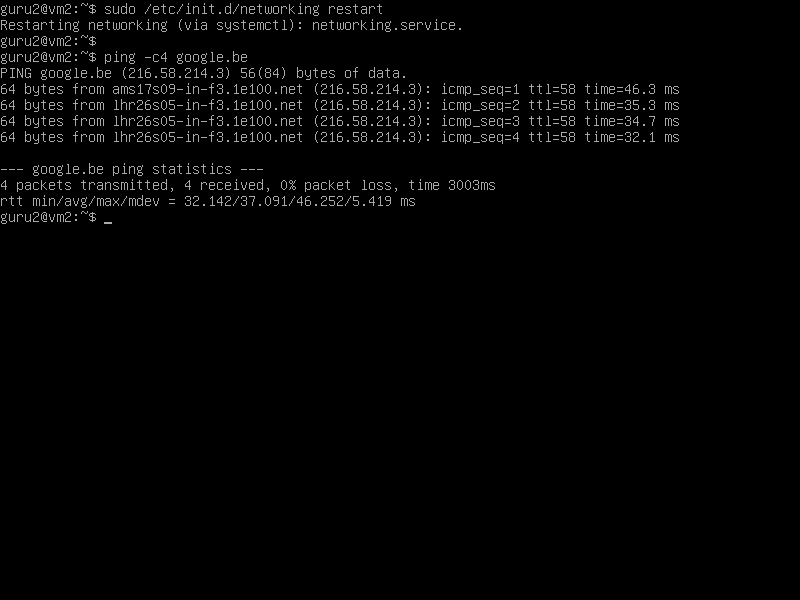 guru2@vm2:~$ sudo /etc/init.d/networking restart
Restarting networking (via systemctl): networking.service.
guru2@vm2:~$
guru2@vm2:~$ ping -c4 google.be
PING google.be (216.58.214.3) 56(84) bytes of data.
64 bytes from ams17s09-in-f3.1e100.net (216.58.214.3): icmp_seq=1 ttl=58 time=46.3 ms
64 bytes from lhr26s05-in-f3.1e100.net (216.58.214.3): icmp_seq=2 ttl=58 time=35.3 ms
64 bytes from lhr26s05-in-f3.1e100.net (216.58.214.3): icmp_seq=3 ttl=58 time=34.7 ms
64 bytes from lhr26s05-in-f3.1e100.net (216.58.214.3): icmp_seq=4 ttl=58 time=32.1 ms
--- google.be ping statistics ---
4 packets transmitted, 4 received, 0% packet loss, time 3003ms
rtt min/avg/max/mdev = 32.142/37.091/46.252/5.419 ms
guru2@vm2:~$ _